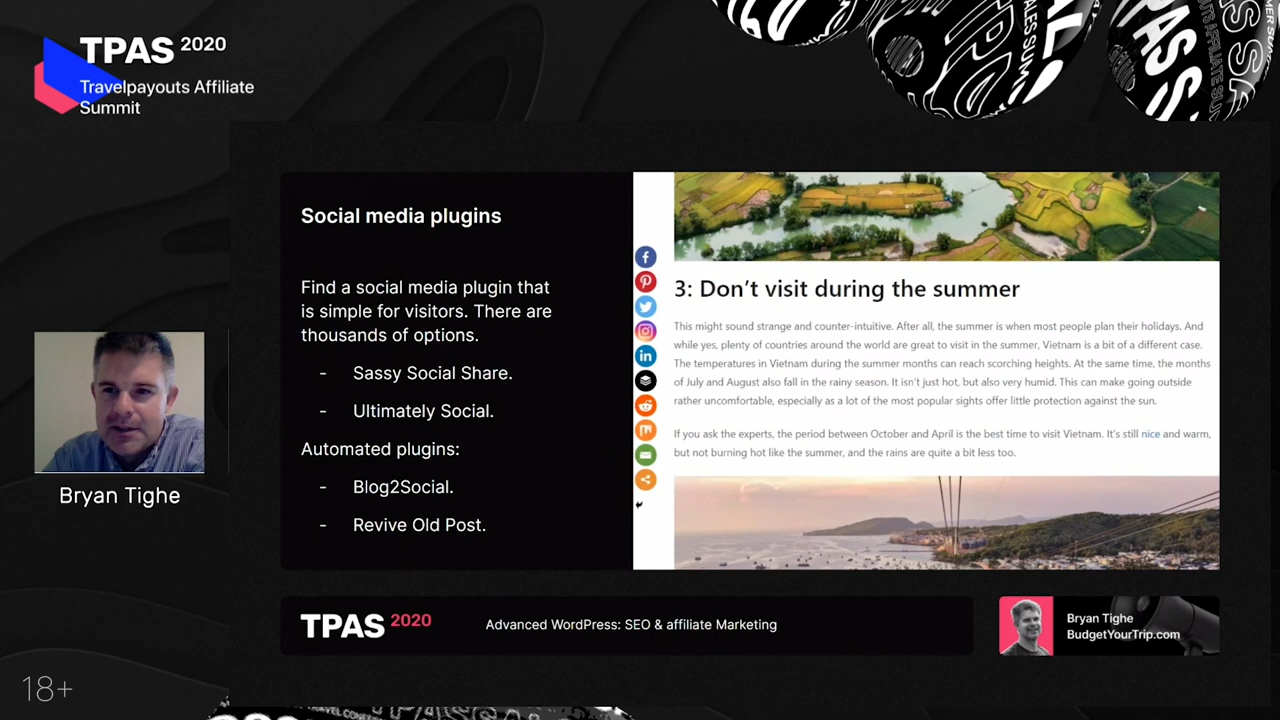 TPAS 2020
Travelpayouts Affiliate
Summit
Social media plugins
Find a social media plugin that
is simple for visitors. There are
thousands of options.
- Sassy Social Share.
- Ultimately Social.
Automated plugins:
- Blog2Social.
- Revive Old Post.
3: Don't visit during the summer
This might sound strange and counter-intuitive. After all, the summer is when most people plan their holidays. And
while yes, plenty of countries around the world are great to visit in the summer, Vietnam is a bit of a different case.
The temperatures in Vietnam during the summer months can reach scorching heights. At the same time, the months
of July and August also fall in the rainy season. It isn't just hot, but also very humid. This can make going outside
rather uncomfortable, especially as a lot of the most popular sights offer little protection against the sun.
If you ask the experts, the period between October and April is the best time to visit Vietnam. It's still nice and warm,
but not burning hot like the summer, and the rains are quite a bit less too.
Bryan Tighe
TPAS 2020
Advanced WordPress: SEO & affiliate Marketing
Bryan Tighe
BudgetYourTrip.com
18+